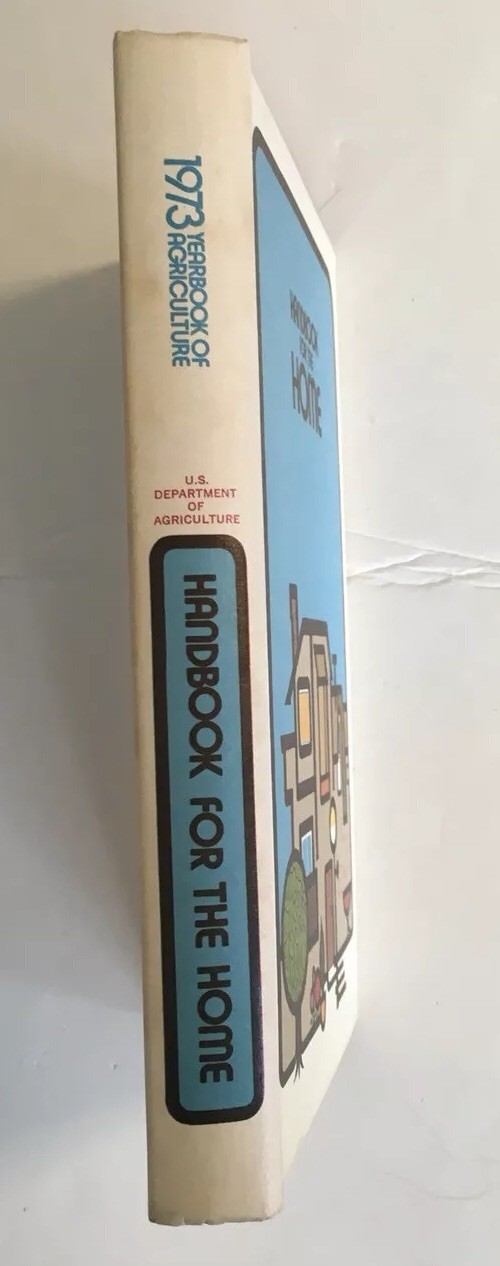 1973 YEARBOOK OF
AGRICULTURE
U.S.
DEPARTMENT
OF
AGRICULTURE
HANDBOOK FOR THE HOME
HANDBOOK
FOR THE
HOME